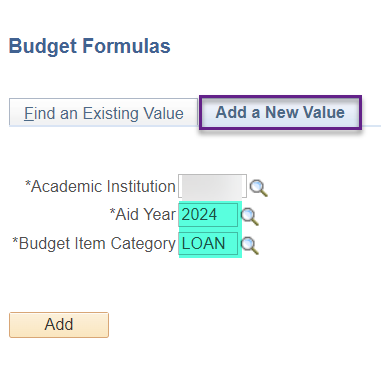 Budget Formulas
Find an Existing Value Add a New Value
*Academic Institution
*Aid Year 2024
*Budget Item Category LOAN
Add